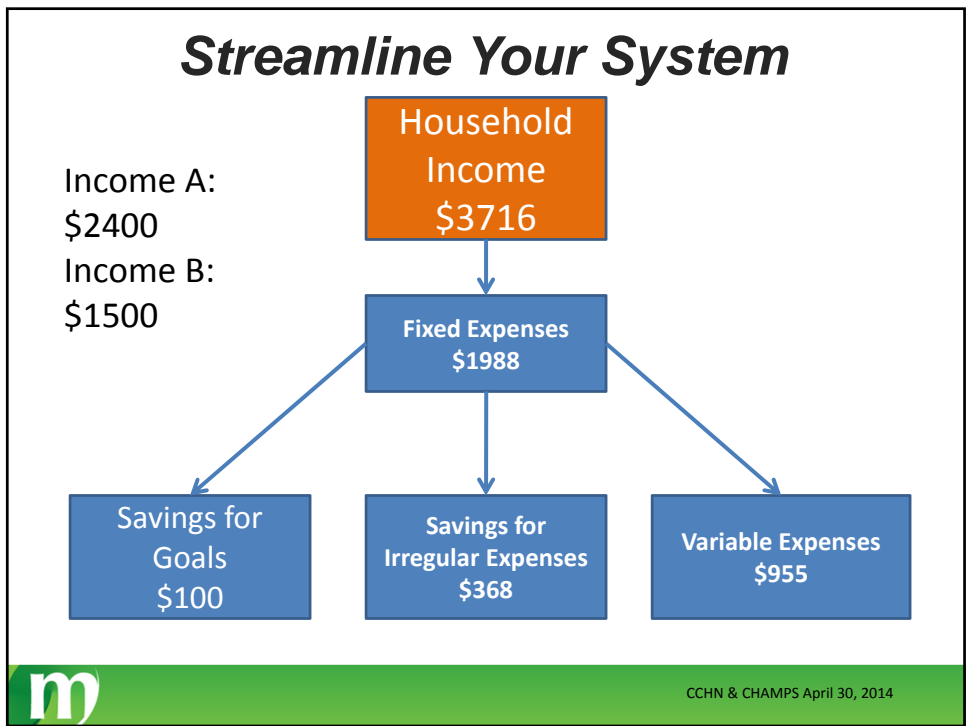 Streamline Your System
Household
Income
$3716
Income A:
$2400
Income B:
$1500
Fixed Expenses
$1988
Savings for
Goals
$100
Savings for
Irregular Expenses
$368
Variable Expenses
$955
m
CCHN & CHAMPS April 30, 2014